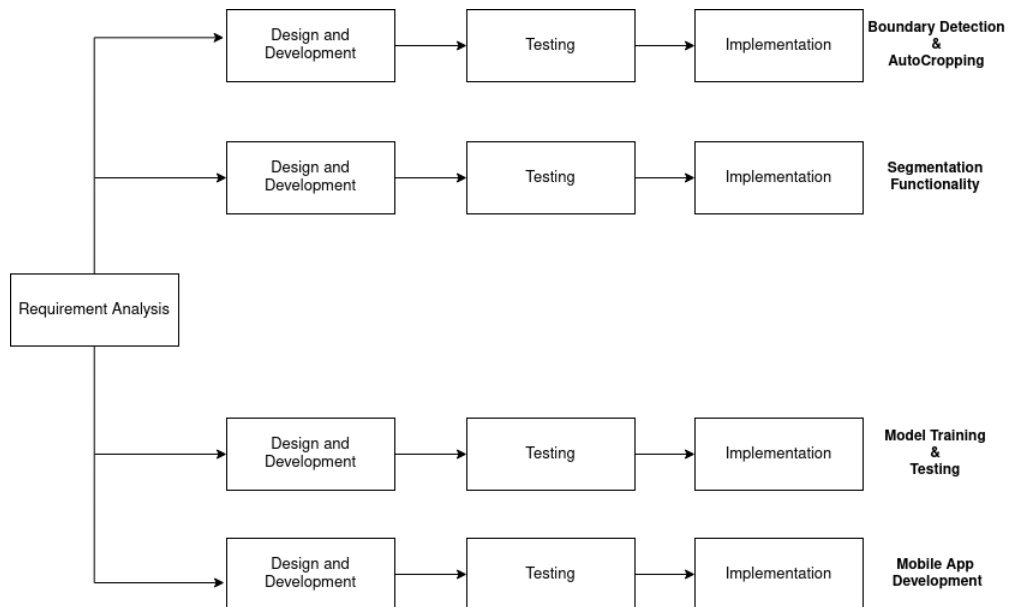 Design and
Development
Testing
Implementation
Boundary Detection
&
AutoCropping
Design and
Development
Testing
Implementation
Segmentation
Functionality
Requirement Analysis
Design and
Development
Testing
Implementation
Model Training
&
Testing
Design and
Development
Testing
Implementation
Mobile App
Development